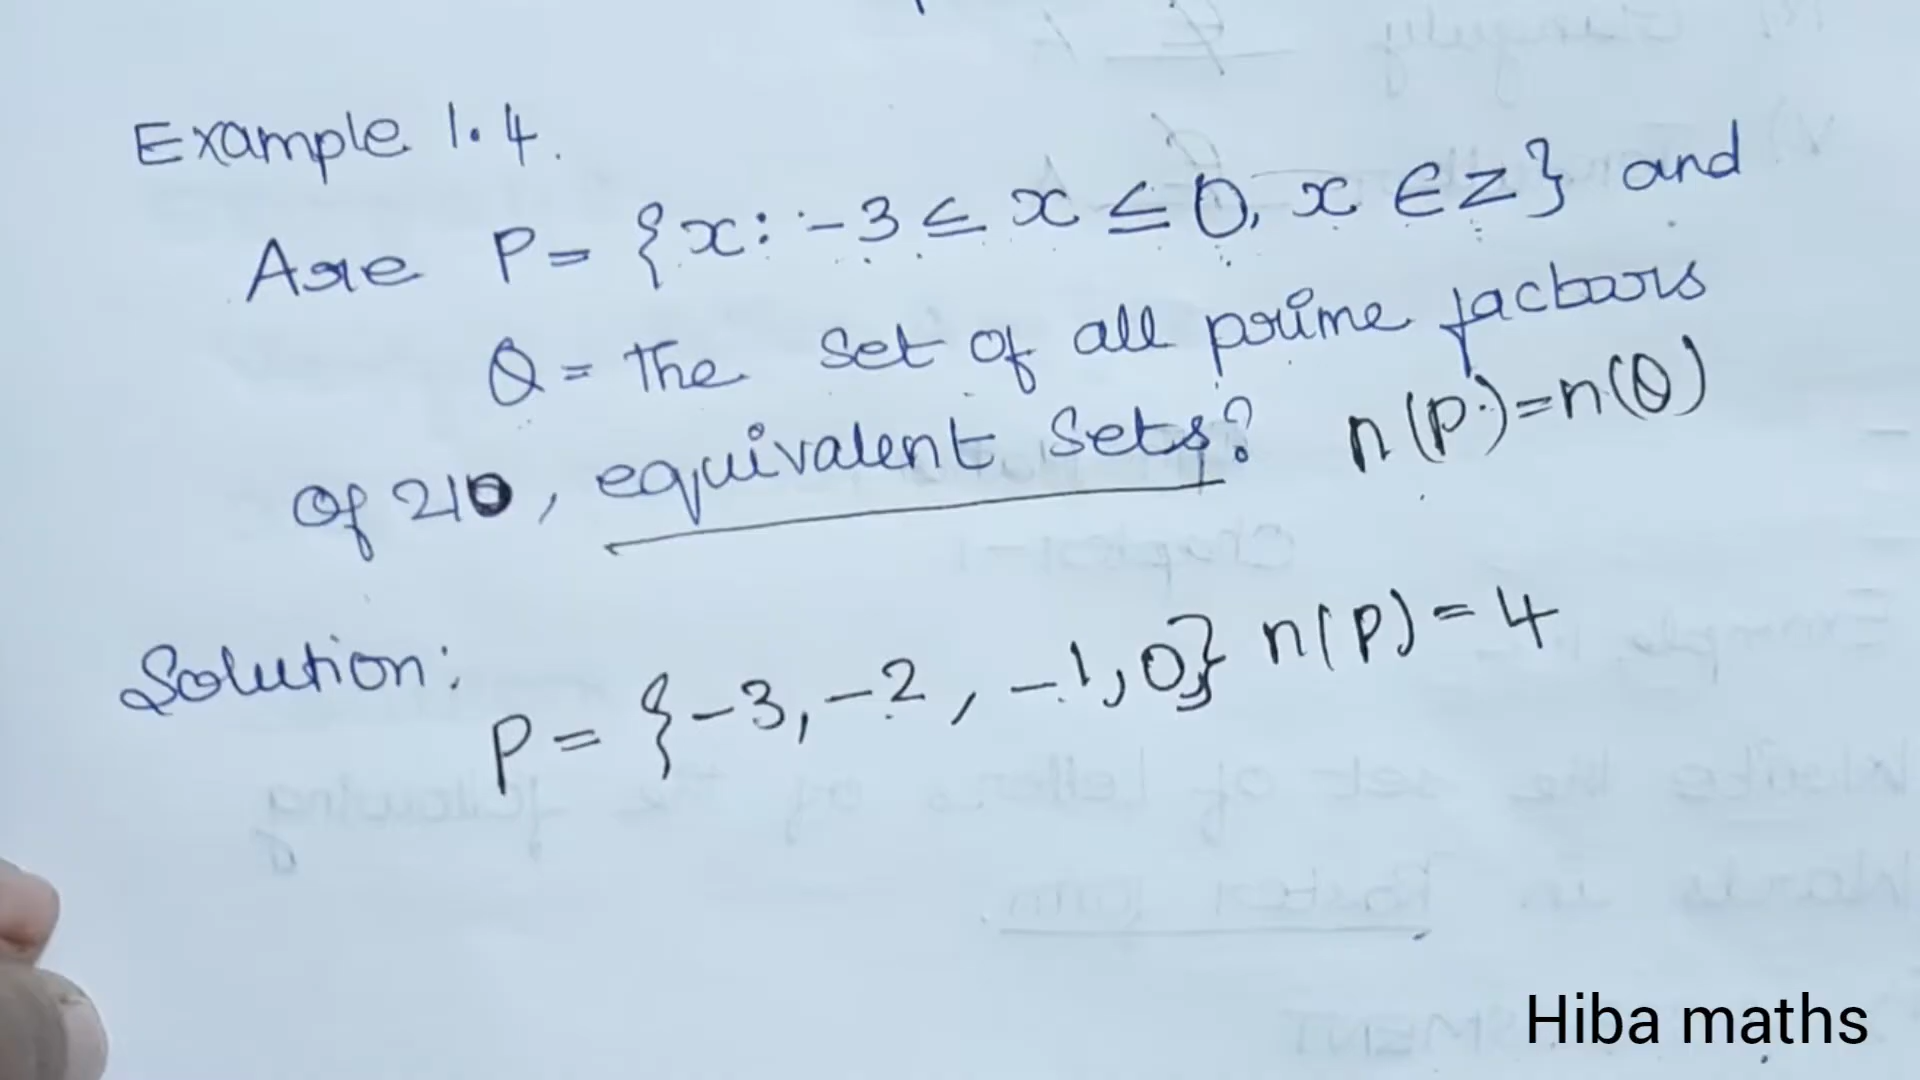 Example 1.4.
Are P = {x : -3 ≤ x ≤ 0, x ∈ Z} and
Q = The set of all prime factors
of 210, equivalent sets? n(P) = n(Q)
Solution:
P = {-3, -2, -1, 0} n(P) = 4
Hiba maths